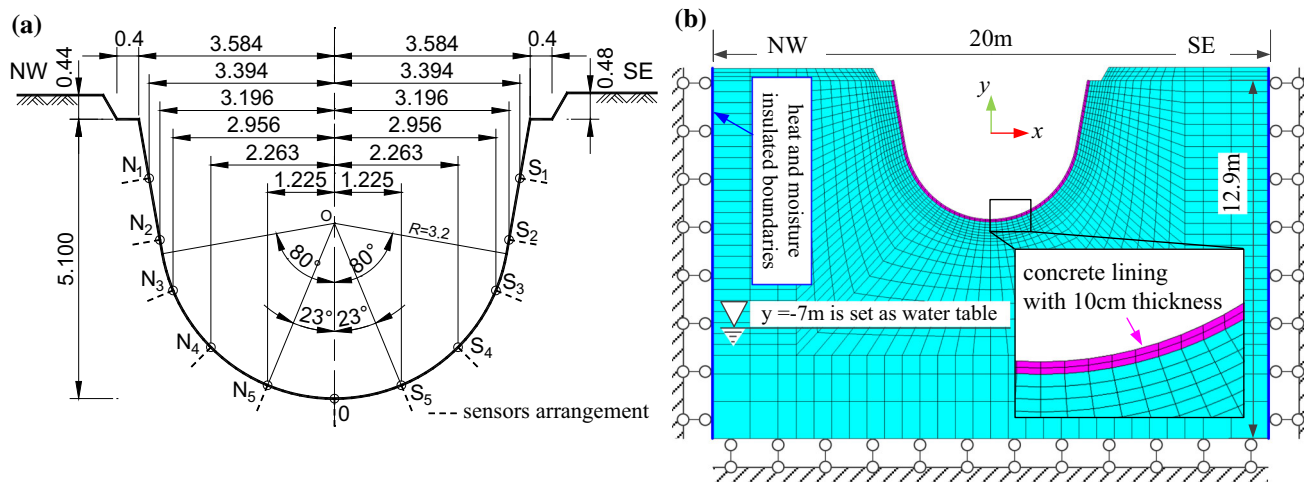 (a)
0.4
3.584
3.584
0.4
NW
0.44
3.394
3.394
0.48
SE
3.196
3.196
2.956
2.956
2.263
2.263
N1
1.225
1.225
S1
O
R=3.2
N2
S2
80°
80°
5.100
N3
S3
23°
23°
N4
S4
N5
S5
0
sensors arrangement
(b)
NW
20m
SE
heat and moisture
insulated boundaries
y
x
12.9m
concrete lining
with 10cm thickness
y =-7m is set as water table